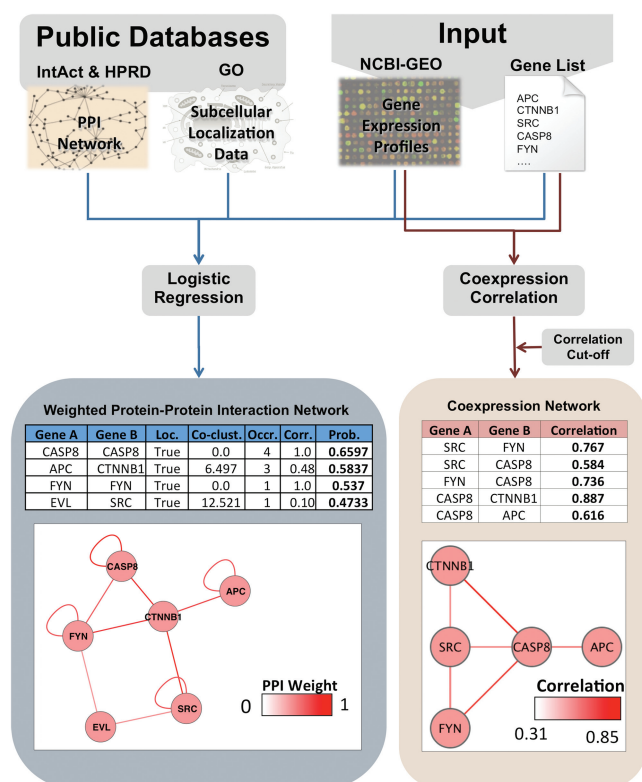 Public Databases
Input
IntAct & HPRD
GO
NCBI-GEO
Gene List
PPI
Network
Subcellular
Localization
Data
Gene
Expression
Profiles
APC
CTNNB1
SRC
CASP8
FYN
....
Logistic
Regression
Coexpression
Correlation
Correlation
Cut-off
Weighted Protein-Protein Interaction Network
Gene A Gene B Loc. Co-clust. Occr. Corr. Prob.
CASP8 CASP8 True 0.0 4 1.0 0.6597
APC CTNNB1 True 6.497 3 0.48 0.5837
FYN FYN True 0.0 1 1.0 0.537
EVL SRC True 12.521 1 0.10 0.4733
CASP8
APC
CTNNB1
FYN
SRC
EVL
PPI Weight
0 1
Coexpression Network
Gene A Gene B Correlation
SRC FYN 0.767
SRC CASP8 0.584
FYN CASP8 0.736
CASP8 CTNNB1 0.887
CASP8 APC 0.616
CTNNB1
SRC
CASP8
APC
FYN
Correlation
0.31 0.85